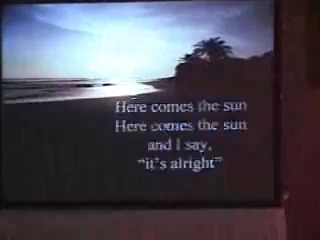 Here comes the sun
Here comes the sun
and I say,
"it's alright"